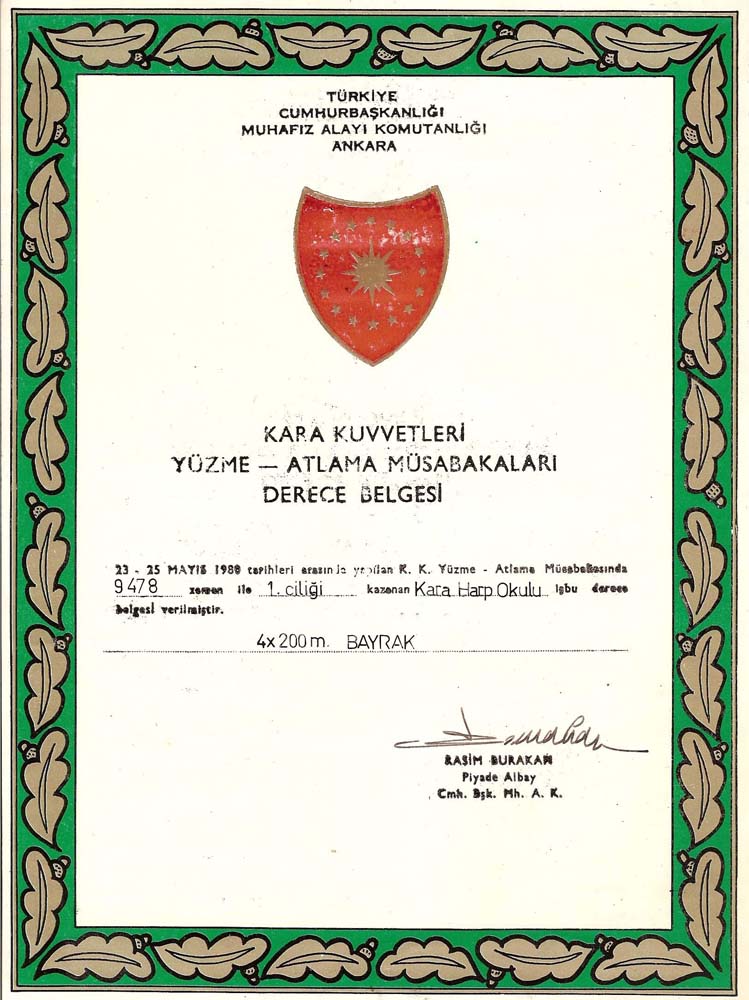 TÜRKİYE
CUMHURBAŞKANLIĞI
MUHAFIZ ALAYI KOMUTANLIĞI
ANKARA
KARA KUVVETLERİ
YÜZME — ATLAMA MÜSABAKALARI
DERECE BELGESİ
23 - 25 MAYIS 1980 tarihleri arasında yapılan K. K. Yüzme - Atlama Müsabakasında
9478 zaman ile 1. ciliği kazanan Kara Harp Okulu işbu derece
belgesi verilmiştir.
4x200 m. BAYRAK
RASİM BURAKAN
Piyade Albay
Cmh. Bşk. Mh. A. K.